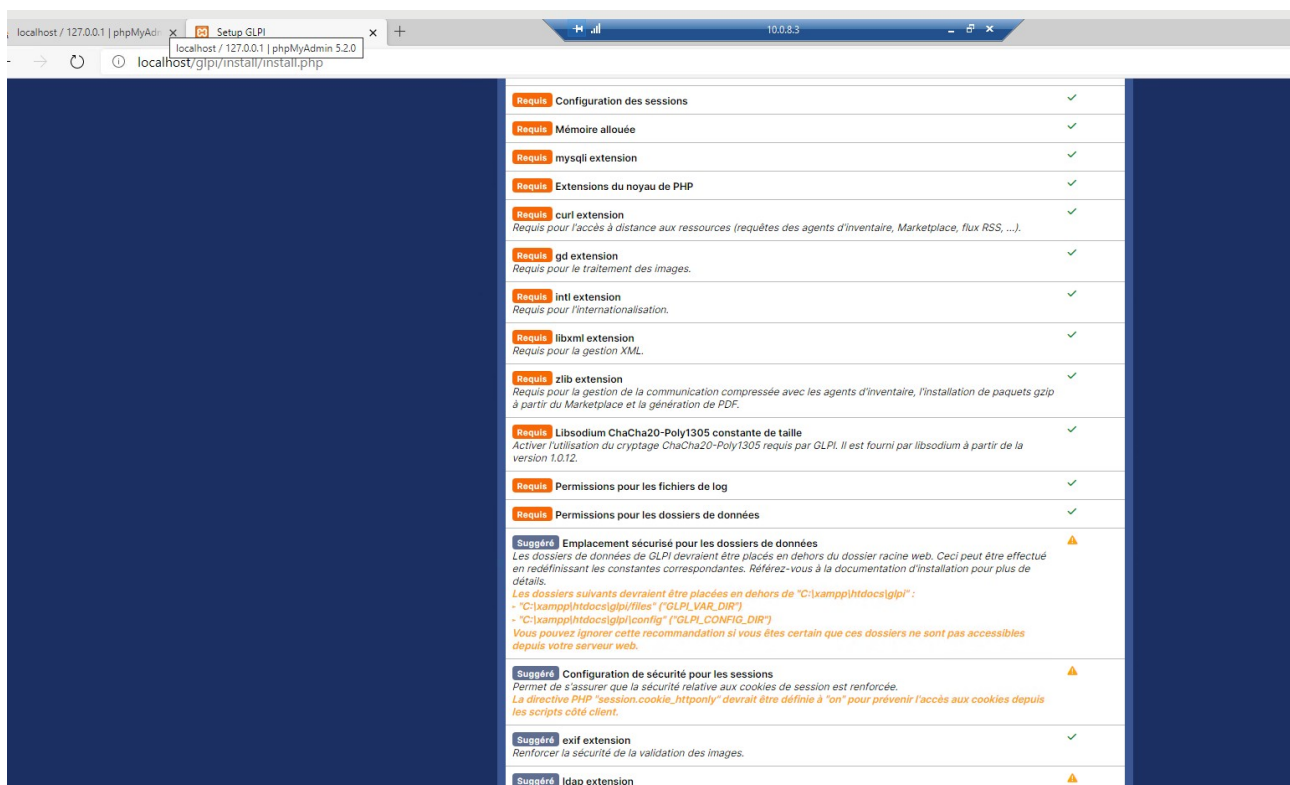 localhost / 127.0.0.1 | phpMyAdr
Setup GLPI
10.0.8.3
localhost / 127.0.0.1 | phpMyAdmin 5.2.0
localhost/glpi/install/install.php
Requis Configuration des sessions
Requis Mémoire allouée
Requis mysqli extension
Requis Extensions du noyau de PHP
Requis curl extension
Requis pour l'accès à distance aux ressources (requêtes des agents d'inventaire, Marketplace, flux RSS, ...).
Requis gd extension
Requis pour le traitement des images.
Requis intl extension
Requis pour l'internationalisation.
Requis libxml extension
Requis pour la gestion XML.
Requis zlib extension
Requis pour la gestion de la communication compressée avec les agents d'inventaire, l'installation de paquets gzip
à partir du Marketplace et la génération de PDF.
Requis Libsodium ChaCha20-Poly1305 constante de taille
Activer l'utilisation du cryptage ChaCha20-Poly1305 requis par GLPI. Il est fourni par libsodium à partir de la
version 1.0.12.
Requis Permissions pour les fichiers de log
Requis Permissions pour les dossiers de données
Suggéré Emplacement sécurisé pour les dossiers de données
Les dossiers de données de GLPI devraient être placés en dehors du dossier racine web. Ceci peut être effectué
en redéfinissant les constantes correspondantes. Référez-vous à la documentation d'installation pour plus de
détails.
Les dossiers suivants devraient être placées en dehors de "C:\xampp\htdocs\glpi" :
- "C:\xampp\htdocs\glpi/files" ("GLPI_VAR_DIR")
- "C:\xampp\htdocs\glpi\config" ("GLPI_CONFIG_DIR")
Vous pouvez ignorer cette recommandation si vous êtes certain que ces dossiers ne sont pas accessibles
depuis votre serveur web.
Suggéré Configuration de sécurité pour les sessions
Permet de s'assurer que la sécurité relative aux cookies de session est renforcée.
La directive PHP "session.cookie_httponly" devrait être définie à "on" pour prévenir l'accès aux cookies depuis
les scripts côté client.
Suggéré exif extension
Renforcer la sécurité de la validation des images.
Suggéré ldap extension